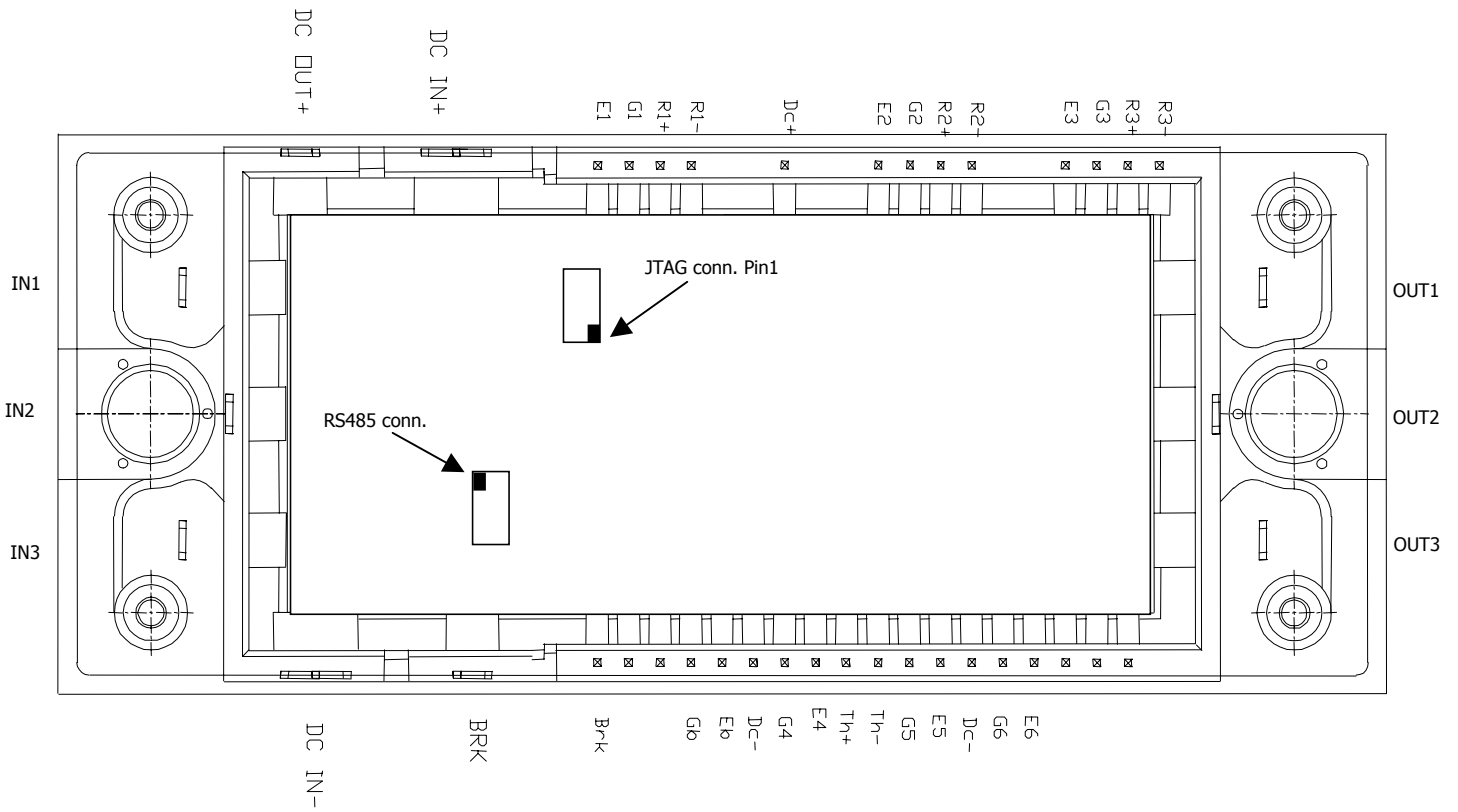 DC OUT+
DC IN+
E1
G1
R1+
R1-
Dc+
E2
G2
R2+
R2-
E3
G3
R3+
R3-
JTAG conn. Pin1
IN1
OUT1
IN2
RS485 conn.
OUT2
IN3
OUT3
DC IN-
BRK
Brk
Gb
Eb
Dc-
G4
E4
Th+
Th-
G5
E5
Dc-
G6
E6